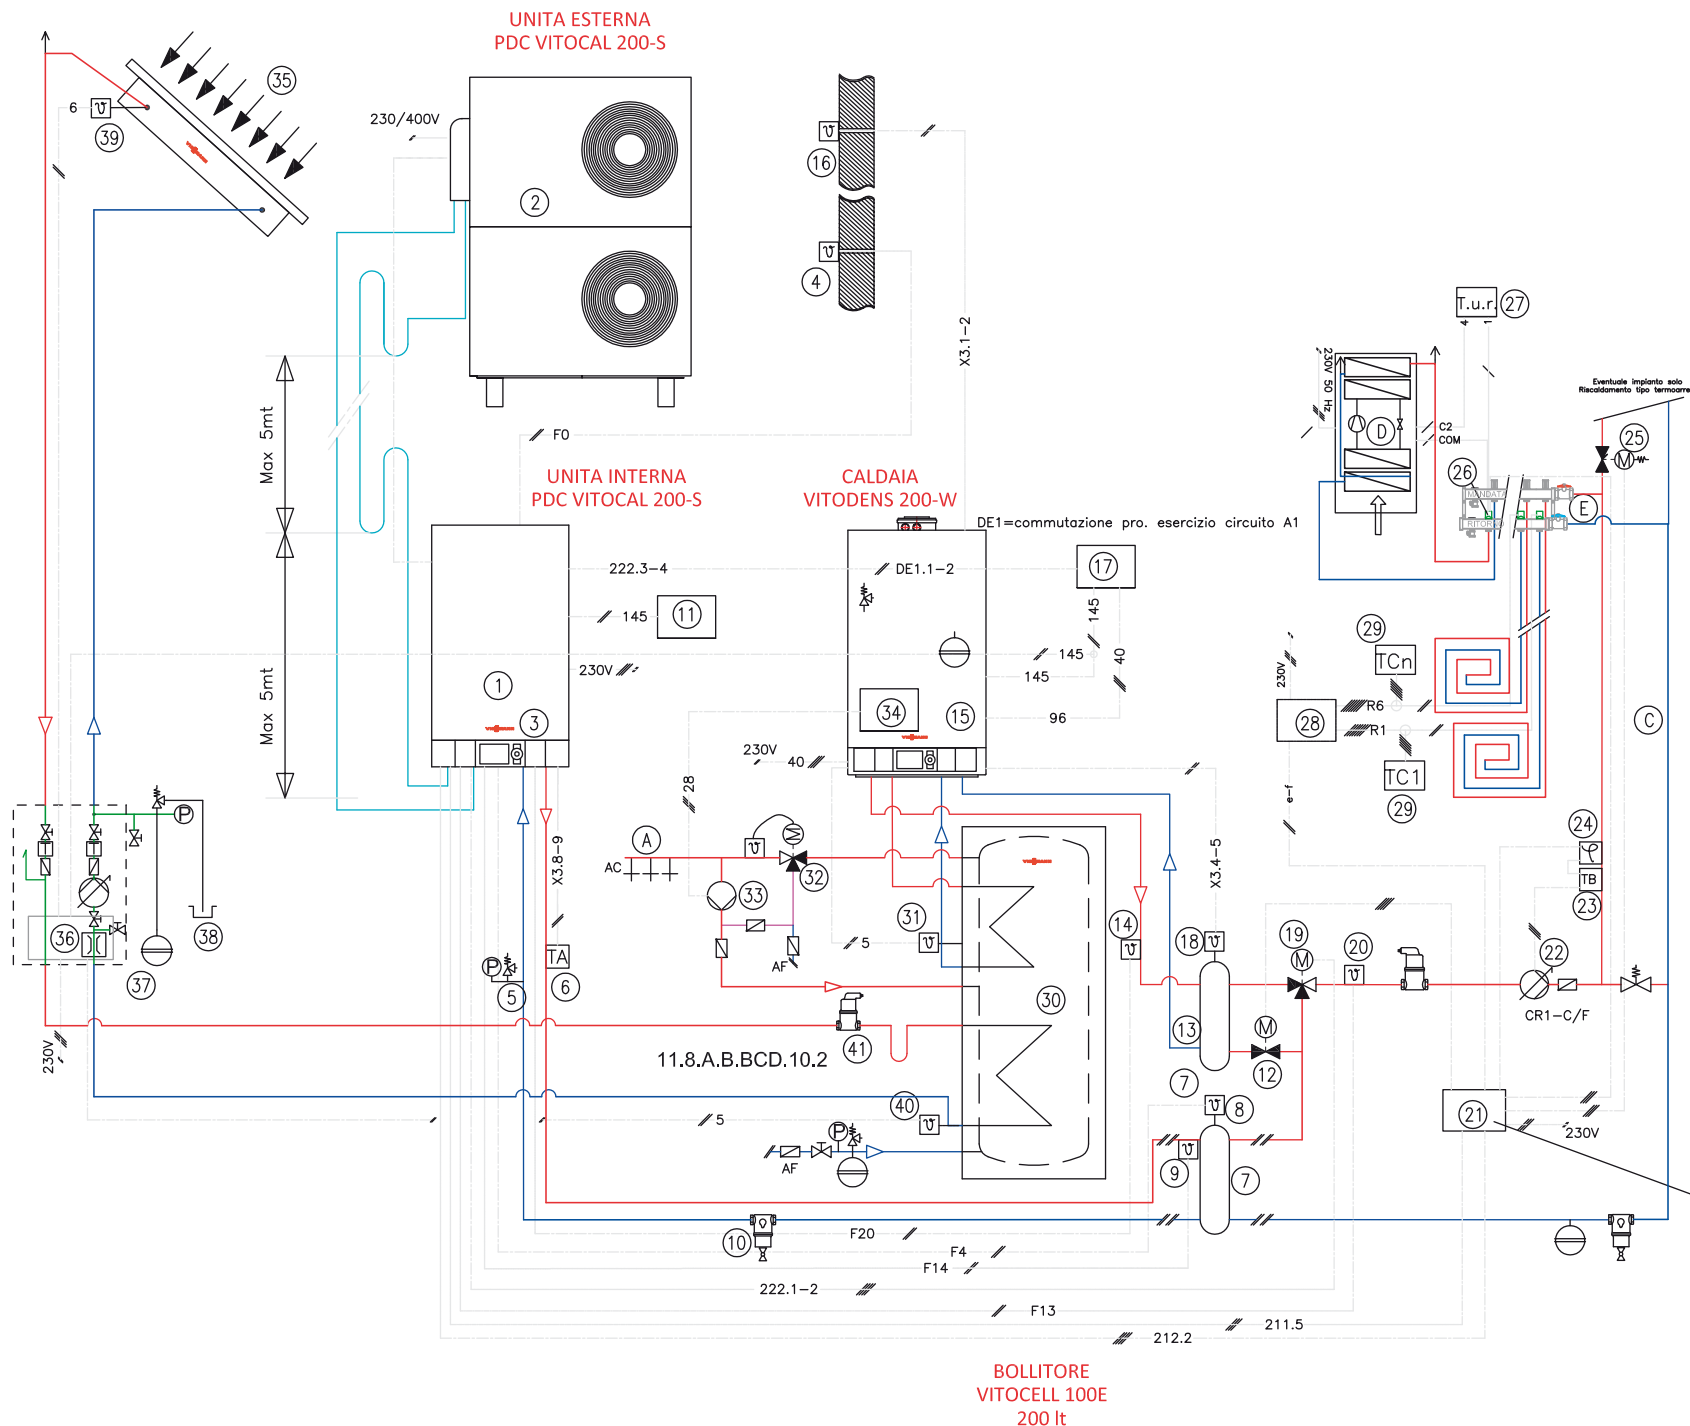 UNITA ESTERNA
PDC VITOCAL 200-S
35
6
39
230/400V
2
16
4
X3.1-2
Max 5mt
Max 5mt
F0
UNITA INTERNA
PDC VITOCAL 200-S
CALDAIA
VITODENS 200-W
DE1=commutazione pro. esercizio circuito A1
T.u.r.
27
4
1
230V 50 Hz
D
C2
COM
Eventuale impianto solo
Riscaldamento tipo termoarre
25
M
26
MANDATA
RITORNO
E
222.3-4
DE1.1-2
17
145
11
145
40
145
145
230V
1
3
34
15
96
230V
40
28
29
TCn
230V
28
R6
R1
TC1
29
C
e-f
P
36
37
38
230V
X3.8-9
A
AC
M
32
33
AF
5
31
P
5
TA
6
14
X3.4-5
18
19
M
20
24
TB
23
22
CR1-C/F
30
13
M
12
7
41
11.8.A.B.BCD.10.2
40
5
P
AF
8
9
7
21
230V
10
F20
F4
F14
222.1-2
F13
211.5
212.2
BOLLITORE
VITOCELL 100E
200 lt